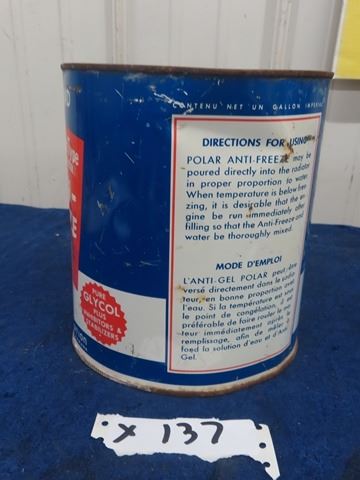 CONTENU NET UN GALLON IMPERIAL
Type
DIRECTIONS FOR USING
POLAR ANTI-FREEZE may be
poured directly into the radiator
in proper proportion to water.
When temperature is below free
zing, it is desirable that the en
gine be run immediately after
filling so that the Anti-Freeze and
water be thoroughly mixed.
MODE D'EMPLOI
L'ANTI-GEL POLAR peut être
versé directement dans le radia
teur, en bonne proportion avec
l'eau. Si la température est sous
le point de congélation, il est
préférable de faire rouler le mo
teur immédiatement après le
remplissage, afin de mêler à
fond la solution d'eau et d'Anti
Gel.
PURE
GLYCOL
PLUS
INHIBITORS &
STABILIZERS
X 137